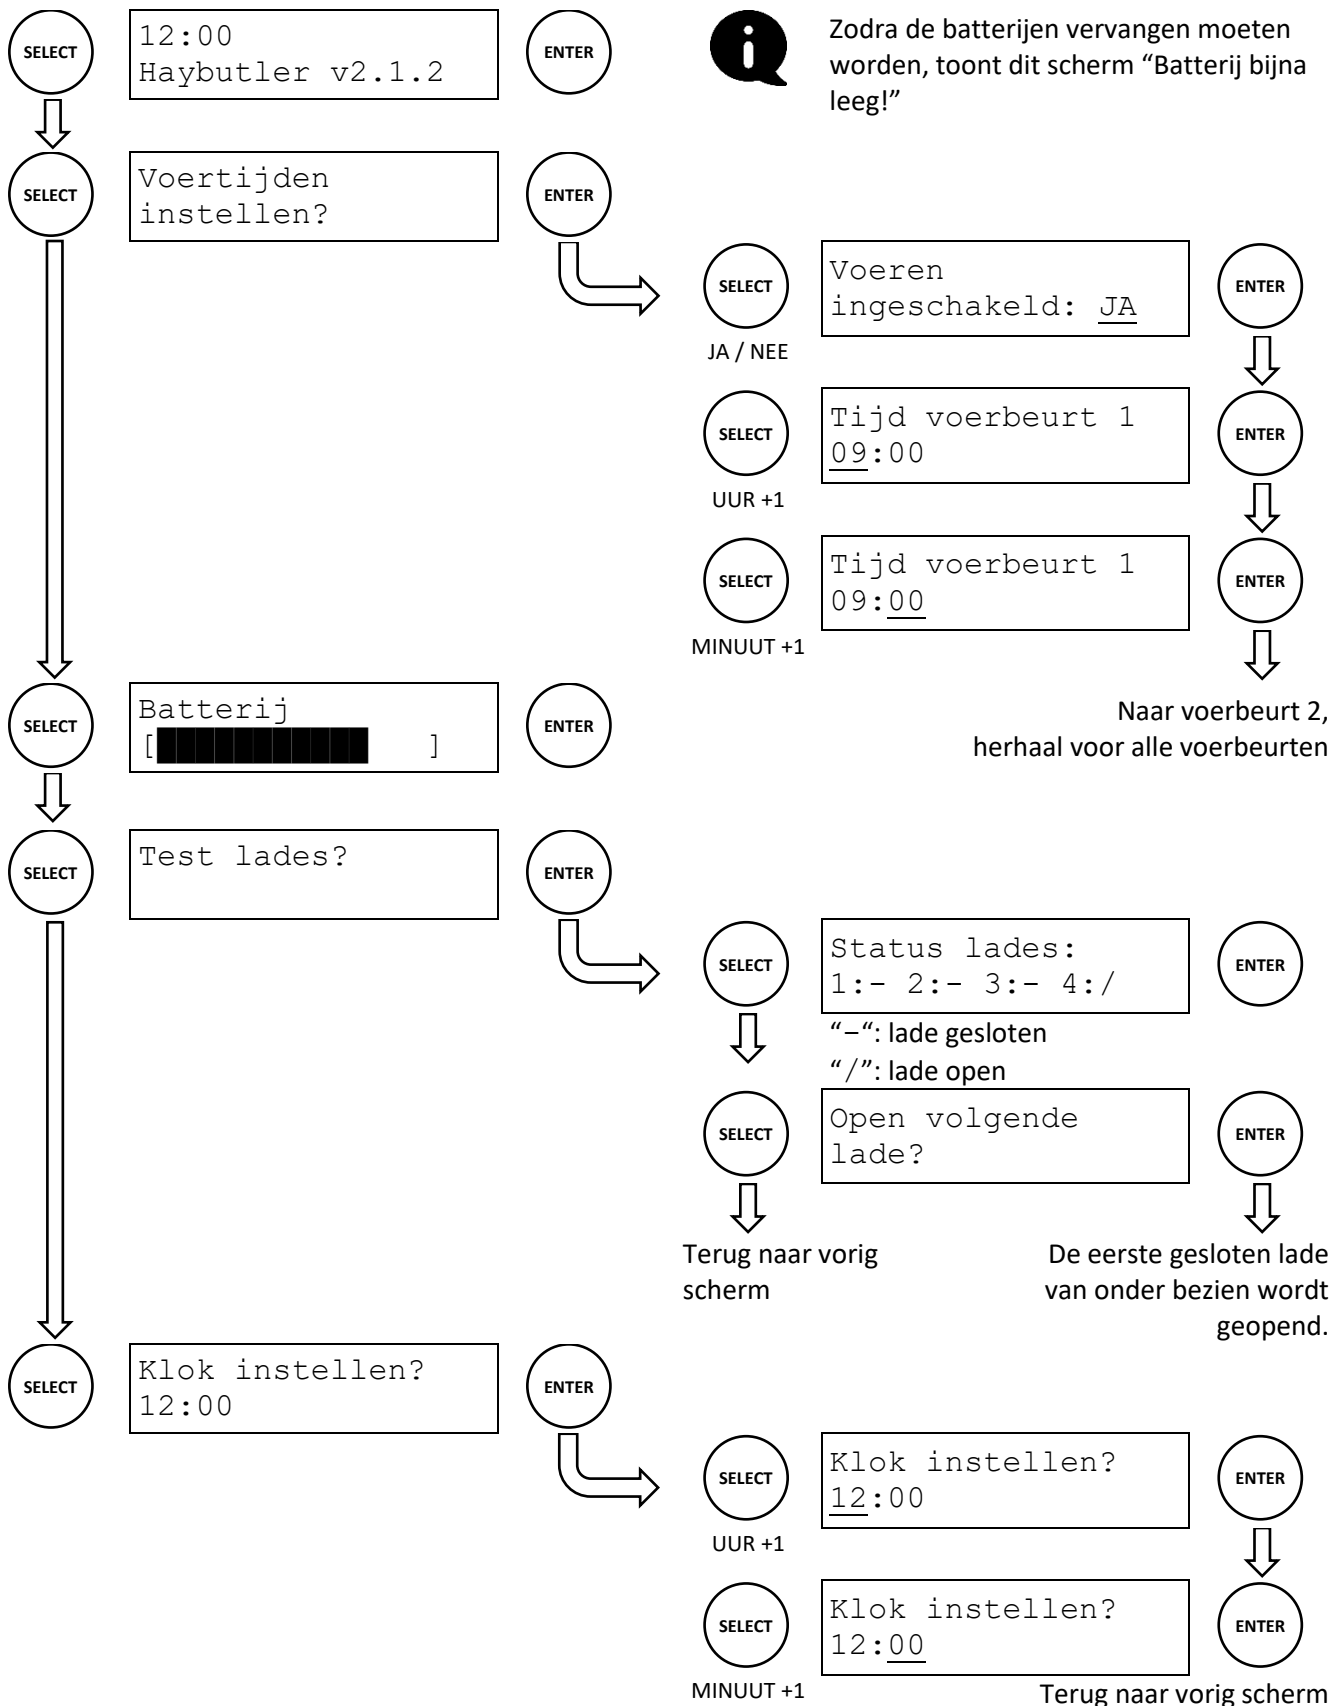 SELECT
12:00
Haybutler v2.1.2
ENTER
Zodra de batterijen vervangen moeten
worden, toont dit scherm “Batterij bijna
leeg!”
SELECT
Voertijden
instellen?
ENTER
SELECT
JA / NEE
Voeren
ingeschakeld: JA
ENTER
SELECT
UUR +1
Tijd voerbeurt 1
09:00
ENTER
SELECT
MINUUT +1
Tijd voerbeurt 1
09:00
ENTER
Naar voerbeurt 2,
herhaal voor alle voerbeurten
SELECT
Batterij
[███████████ ]
ENTER
SELECT
Test lades?
ENTER
SELECT
Status lades:
1:- 2:- 3:- 4:/
ENTER
“–“: lade gesloten
“/”: lade open
SELECT
Open volgende
lade?
ENTER
Terug naar vorig
scherm
De eerste gesloten lade
van onder bezien wordt
geopend.
SELECT
Klok instellen?
12:00
ENTER
SELECT
UUR +1
Klok instellen?
12:00
ENTER
SELECT
MINUUT +1
Klok instellen?
12:00
ENTER
Terug naar vorig scherm